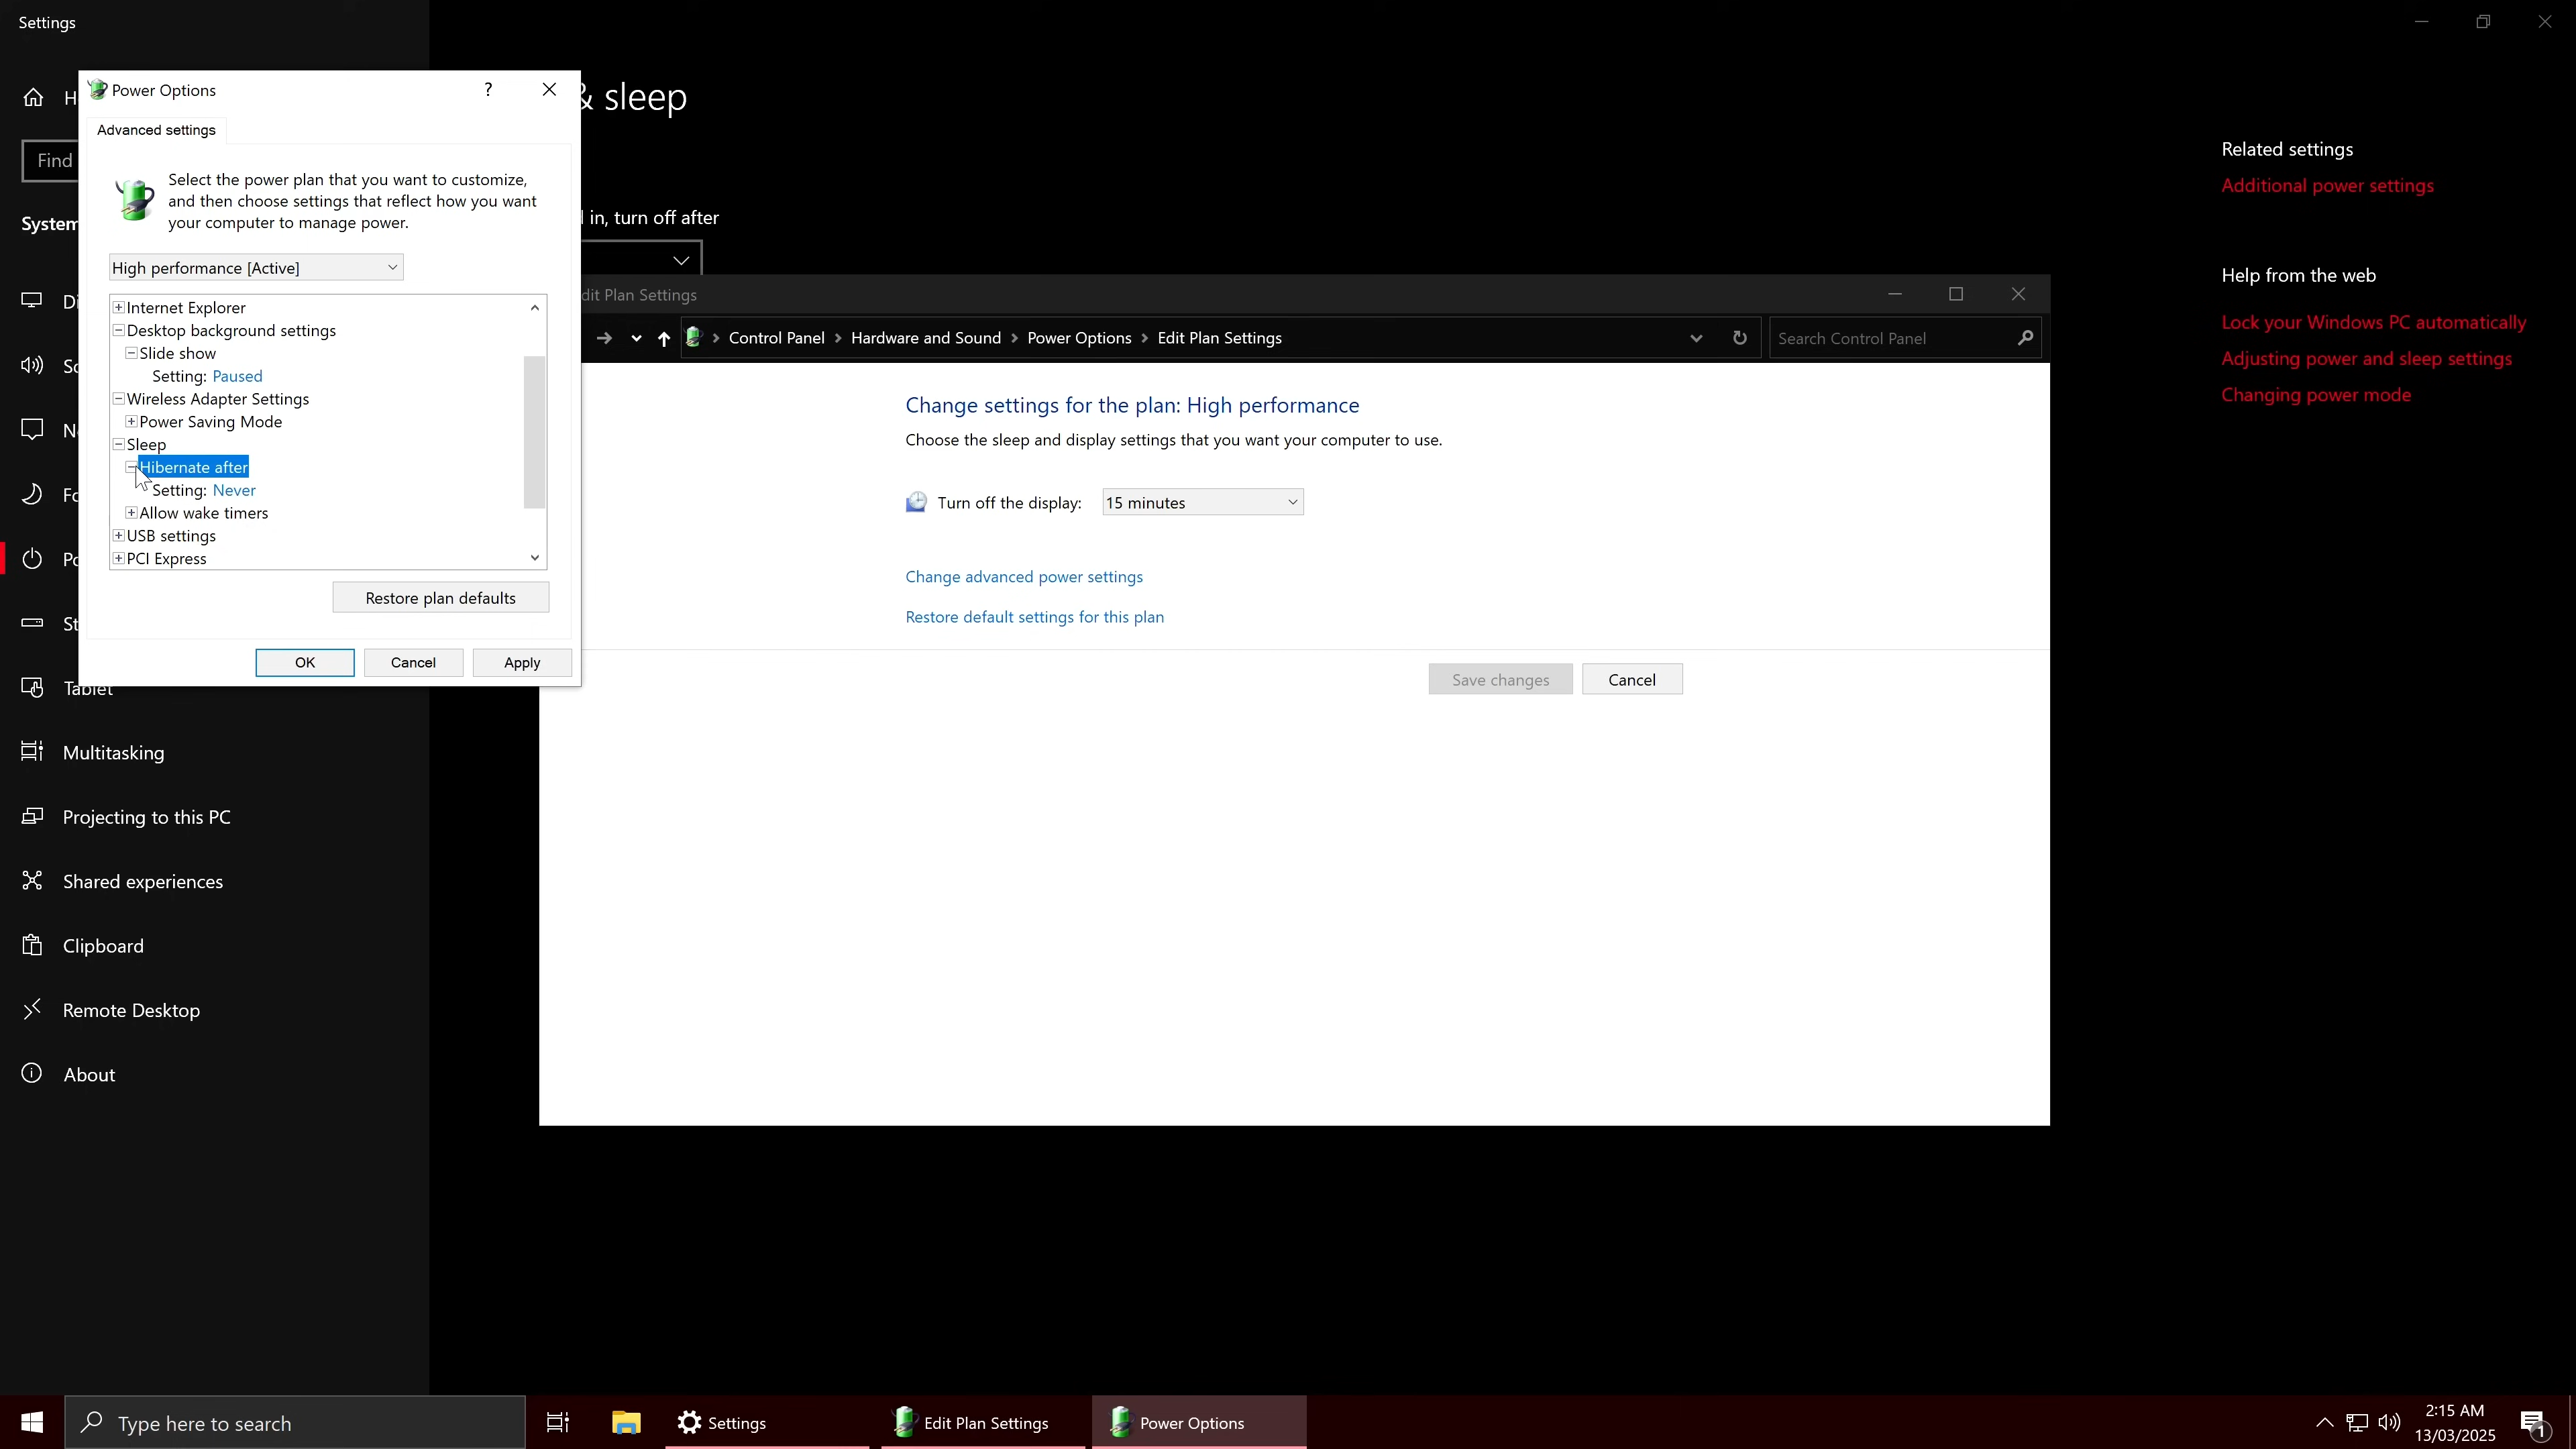 Settings
Power Options
?
Advanced settings
Select the power plan that you want to customize,
and then choose settings that reflect how you want
your computer to manage power.
High performance [Active]
Internet Explorer
Desktop background settings
Slide show
Setting: Paused
Wireless Adapter Settings
Power Saving Mode
Sleep
Hibernate after
Setting: Never
Allow wake timers
USB settings
PCI Express
Restore plan defaults
OK
Cancel
Apply
Find
System
Tablet
Multitasking
Projecting to this PC
Shared experiences
Clipboard
Remote Desktop
About
& sleep
in, turn off after
dit Plan Settings
Control Panel
Hardware and Sound
Power Options
Edit Plan Settings
Search Control Panel
Change settings for the plan: High performance
Choose the sleep and display settings that you want your computer to use.
Turn off the display:
15 minutes
Change advanced power settings
Restore default settings for this plan
Save changes
Cancel
Related settings
Additional power settings
Help from the web
Lock your Windows PC automatically
Adjusting power and sleep settings
Changing power mode
Type here to search
Settings
Edit Plan Settings
Power Options
2:15 AM
13/03/2025
1